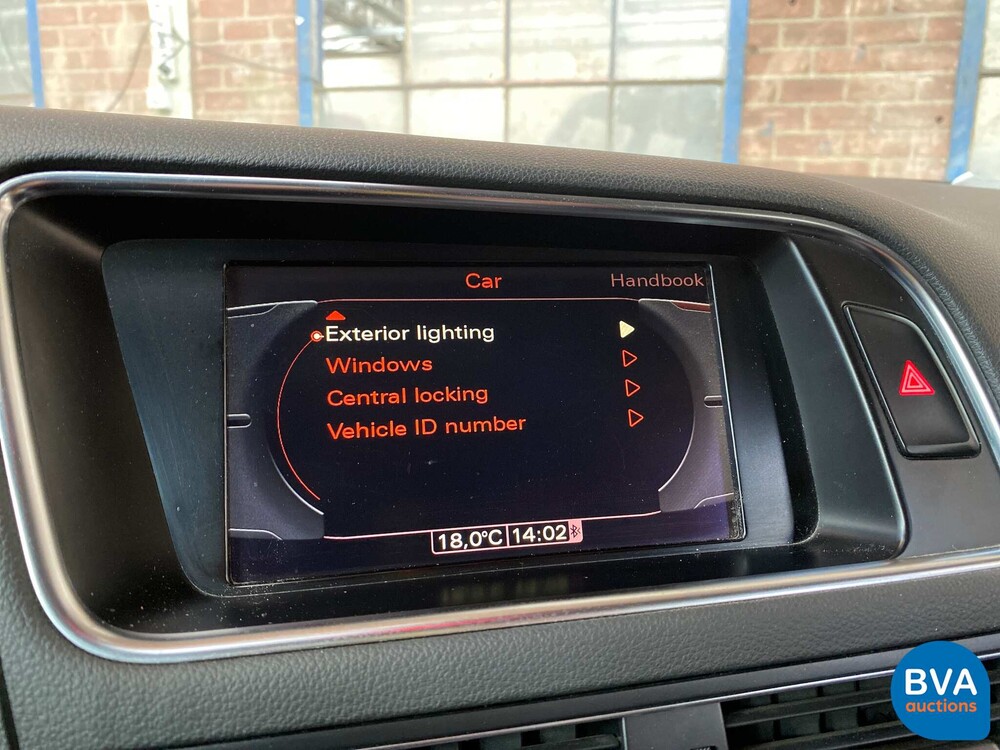 Car
Handbook
Exterior lighting
Windows
Central locking
Vehicle ID number
18,0°C 14:02
BVA
auctions